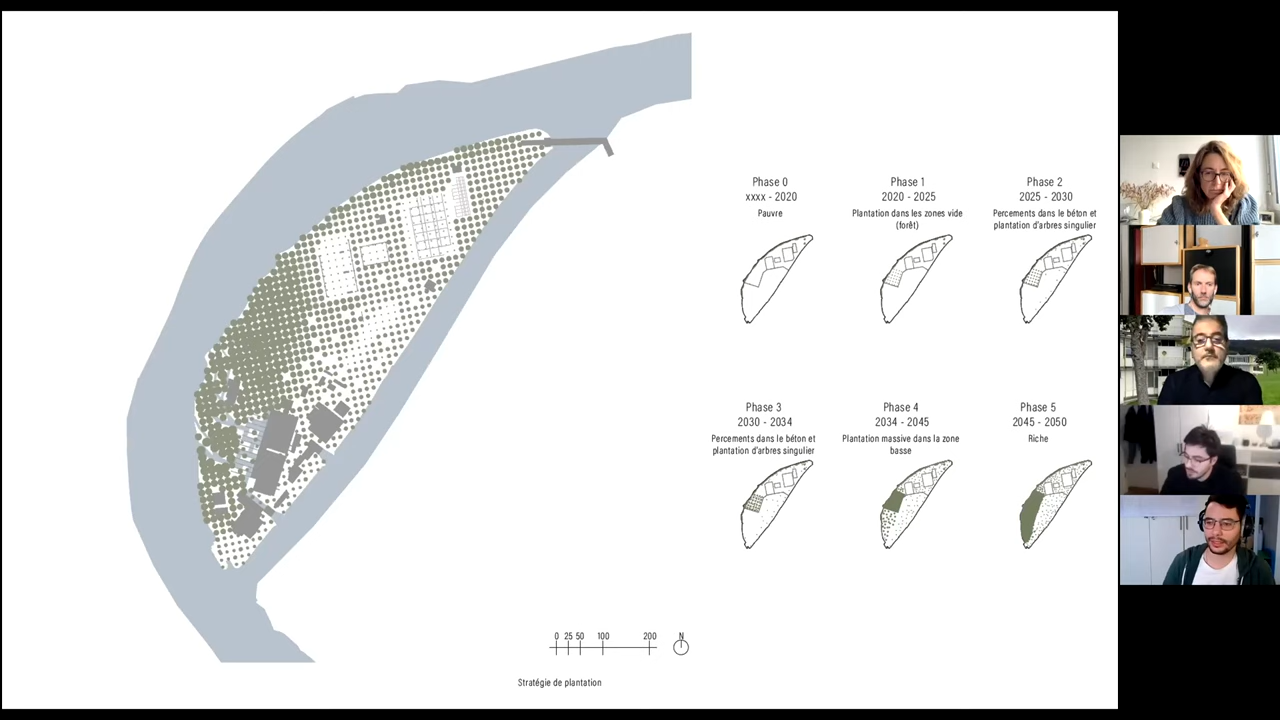 Phase 0
xxxx - 2020
Pauvre
Phase 1
2020 - 2025
Plantation dans les zones vide
(forêt)
Phase 2
2025 - 2030
Percements dans le béton et
plantation d'arbres singulier
Phase 3
2030 - 2034
Percements dans le béton et
plantation d'arbres singulier
Phase 4
2034 - 2045
Plantation massive dans la zone
basse
Phase 5
2045 - 2050
Riche
0 25 50 100 200 N
Stratégie de plantation